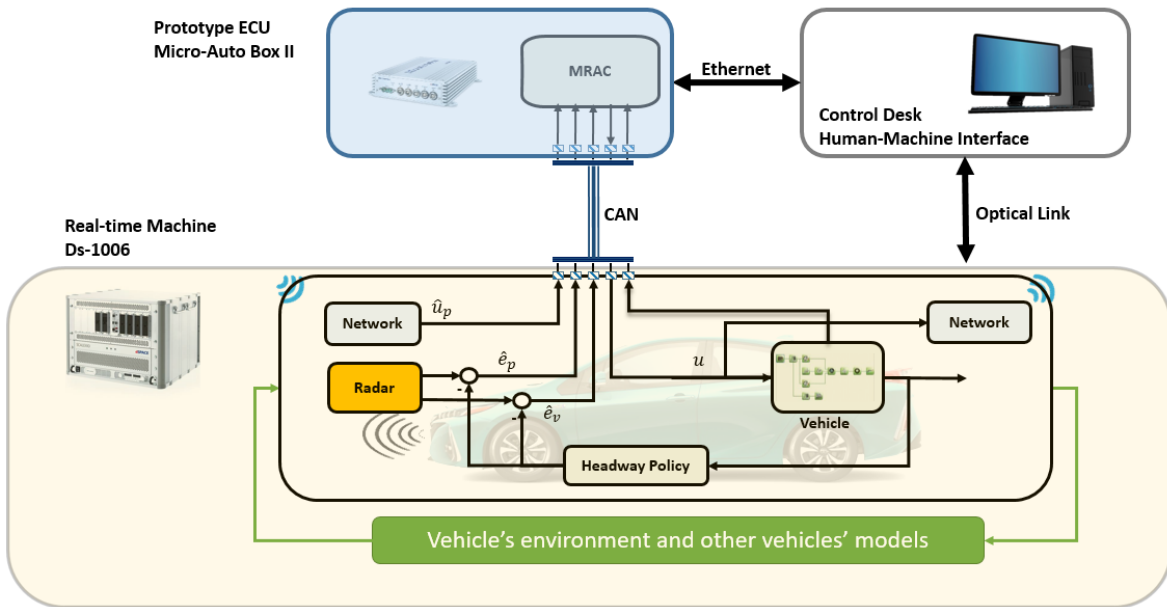 Prototype ECU
Micro-Auto Box II
MRAC
Ethernet
Control Desk
Human-Machine Interface
CAN
Optical Link
Real-time Machine
Ds-1006
Network
û_p
ê_p
u
Network
Radar
-
ê_v
-
Vehicle
Headway Policy
Vehicle's environment and other vehicles' models